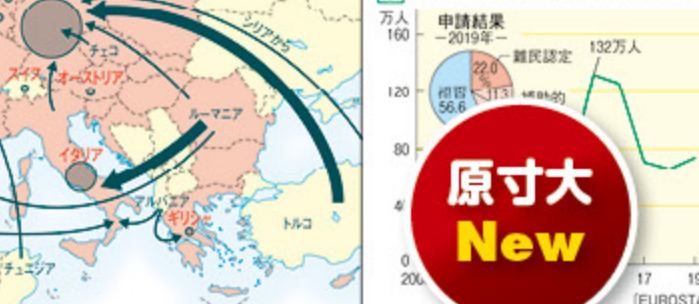 シリアから
チェコ
スイス
オーストリア
ルーマニア
イタリア
アルバニア
ギリシャ
トルコ
チュニジア
万人
160
120
80
0
申請結果
−2019年−
22.0
難民認定
11.3
補助的
56.6
132万人
原寸大
New
17